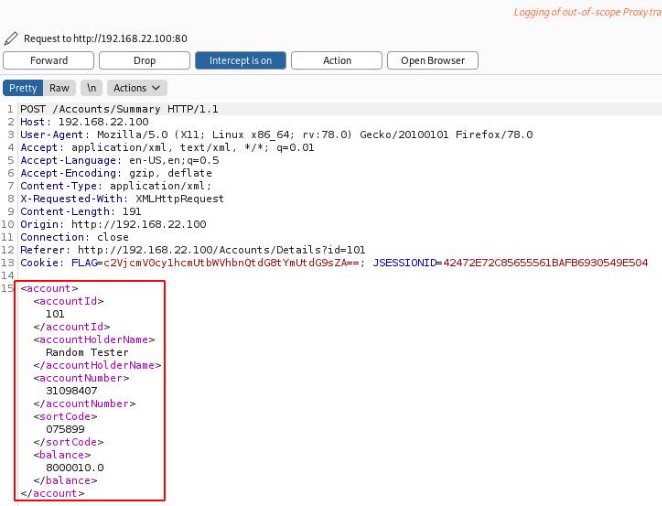 Logging of out-of-scope Proxy tra
Request to http://192.168.22.100:80
Forward Drop Intercept is on Action Open Browser
Pretty Raw \n Actions
1 POST /Accounts/Summary HTTP/1.1
2 Host: 192.168.22.100
3 User-Agent: Mozilla/5.0 (X11; Linux x86_64; rv:78.0) Gecko/20100101 Firefox/78.0
4 Accept: application/xml, text/xml, */*; q=0.01
5 Accept-Language: en-US,en;q=0.5
6 Accept-Encoding: gzip, deflate
7 Content-Type: application/xml;
8 X-Requested-With: XMLHttpRequest
9 Content-Length: 191
10 Origin: http://192.168.22.100
11 Connection: close
12 Referer: http://192.168.22.100/Accounts/Details?id=101
13 Cookie: FLAG=c2VjcmV0cy1hcmUtbWVhbnQtdG8tYmUtdG9sZA==; JSESSIONID=42472E72C85655561BAFB6930549E504
14
15 <account>
<accountId>
101
</accountId>
<accountHolderName>
Random Tester
</accountHolderName>
<accountNumber>
31098407
</accountNumber>
<sortCode>
075899
</sortCode>
<balance>
8000010.0
</balance>
</account>